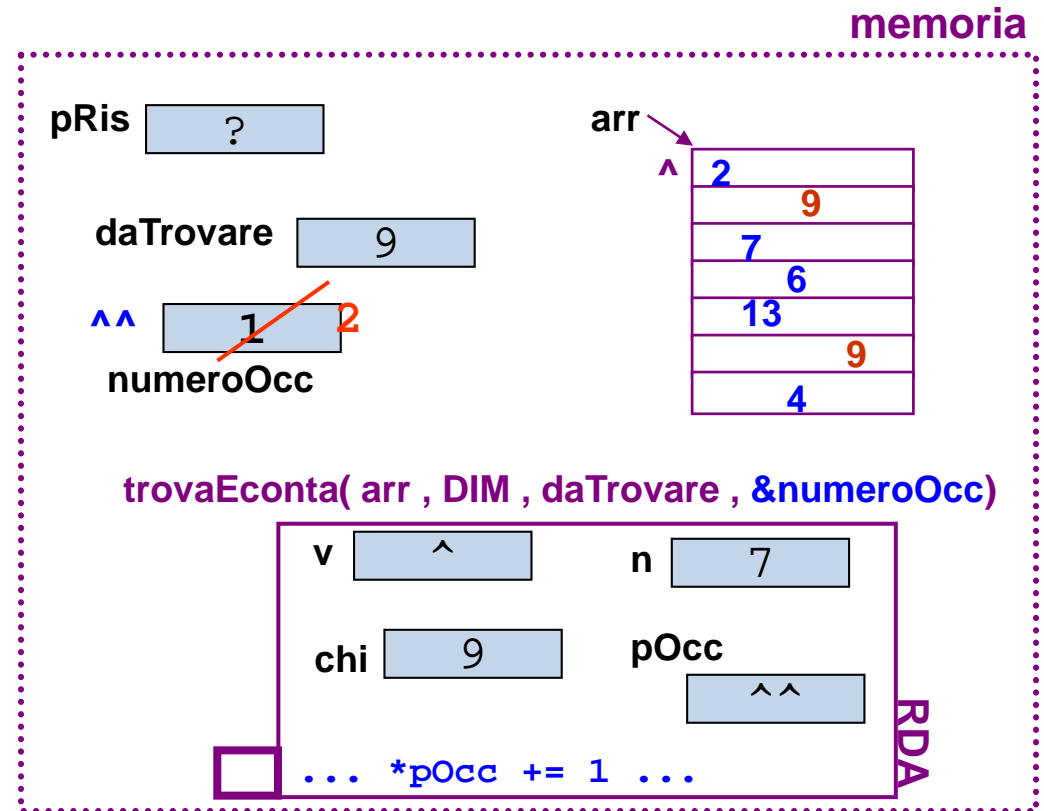 memoria
pRis ?
arr
^ 2
9
daTrovare 9
7
6
^^ 1 2
13
numeroOcc
9
4
trovaEconta( arr , DIM , daTrovare , &numeroOcc)
v ^ n 7
chi 9 pOcc
^^
RDA
... *pOcc += 1 ...